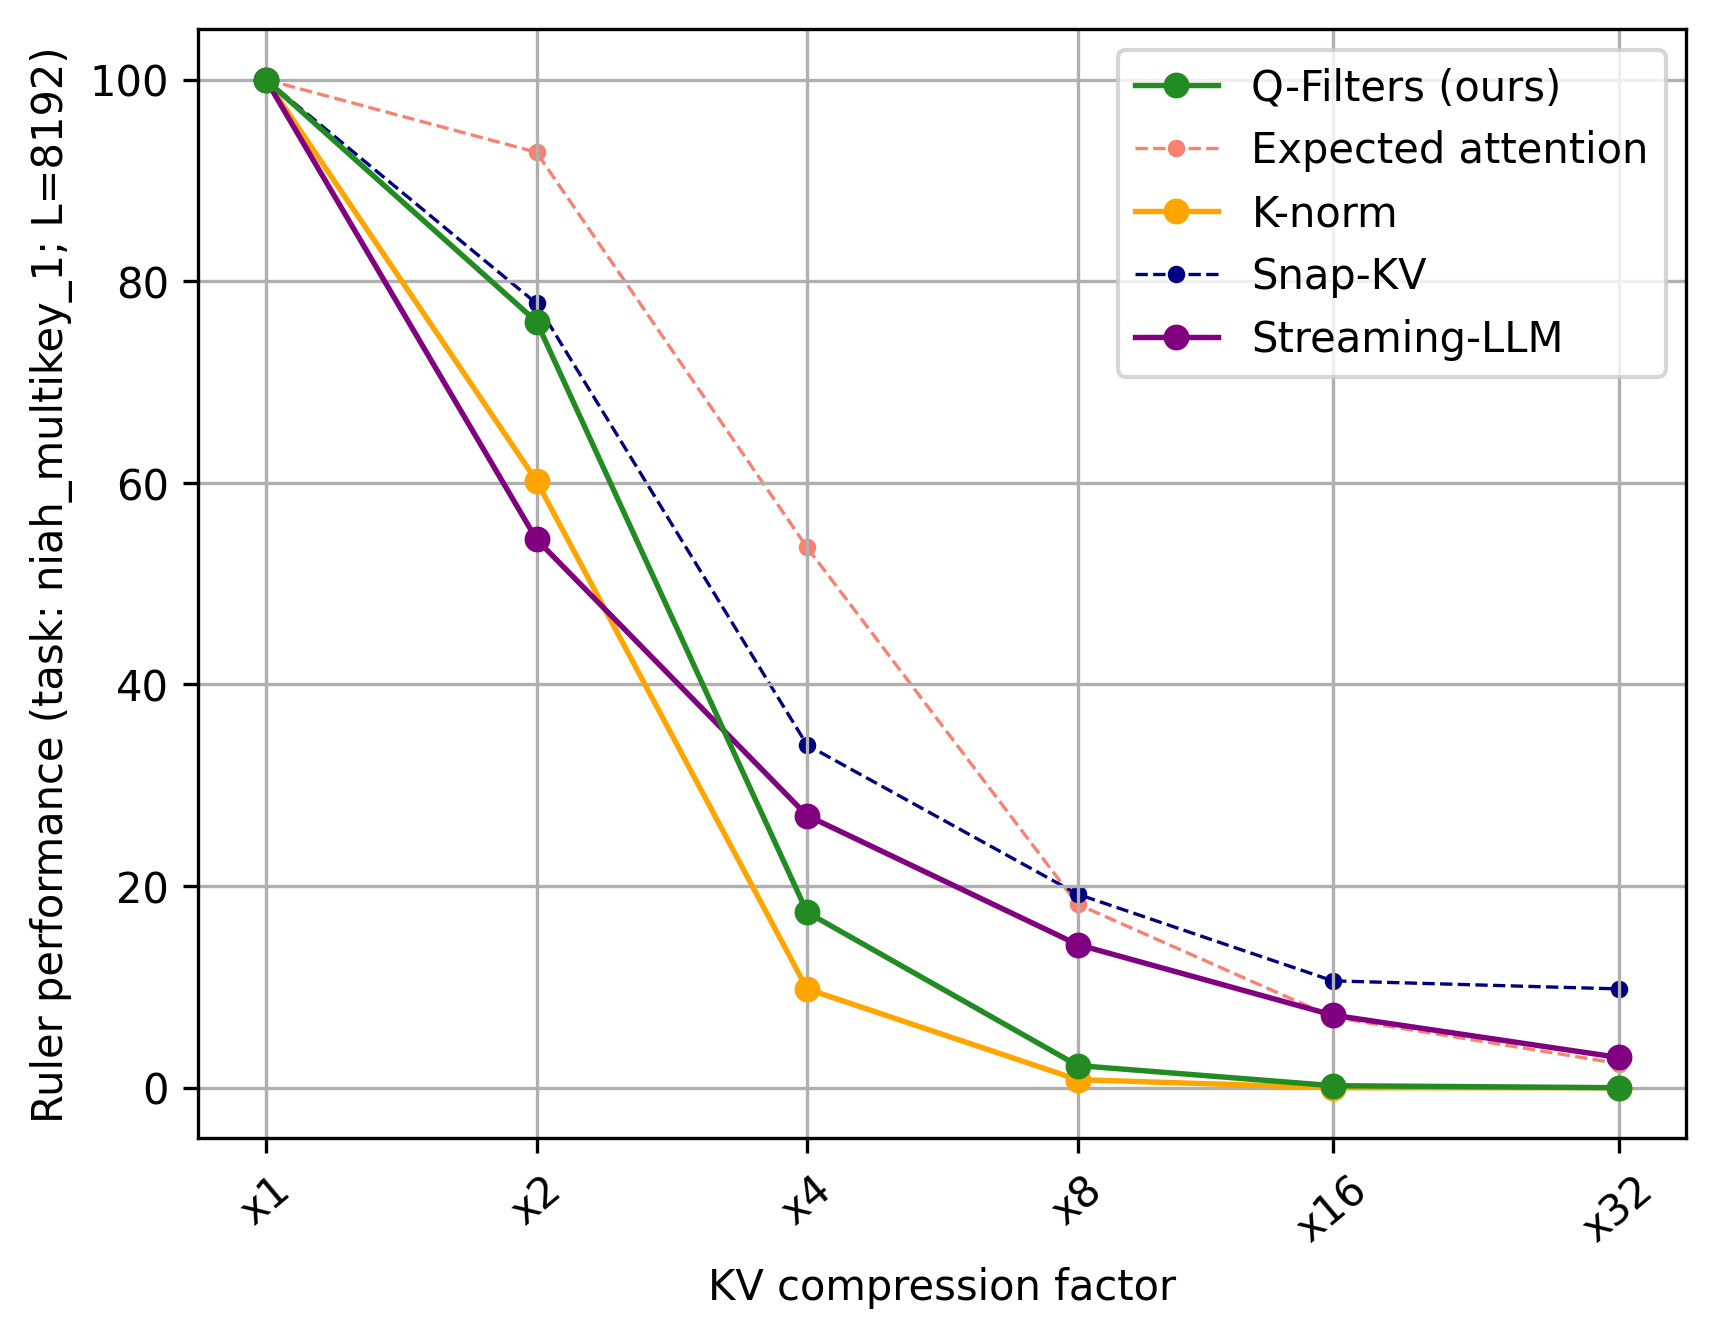 Ruler performance (task: niah_multikey_1; L=8192)
100
80
60
40
20
0
Q-Filters (ours)
Expected attention
K-norm
Snap-KV
Streaming-LLM
x1
x2
x4
x8
x16
x32
KV compression factor